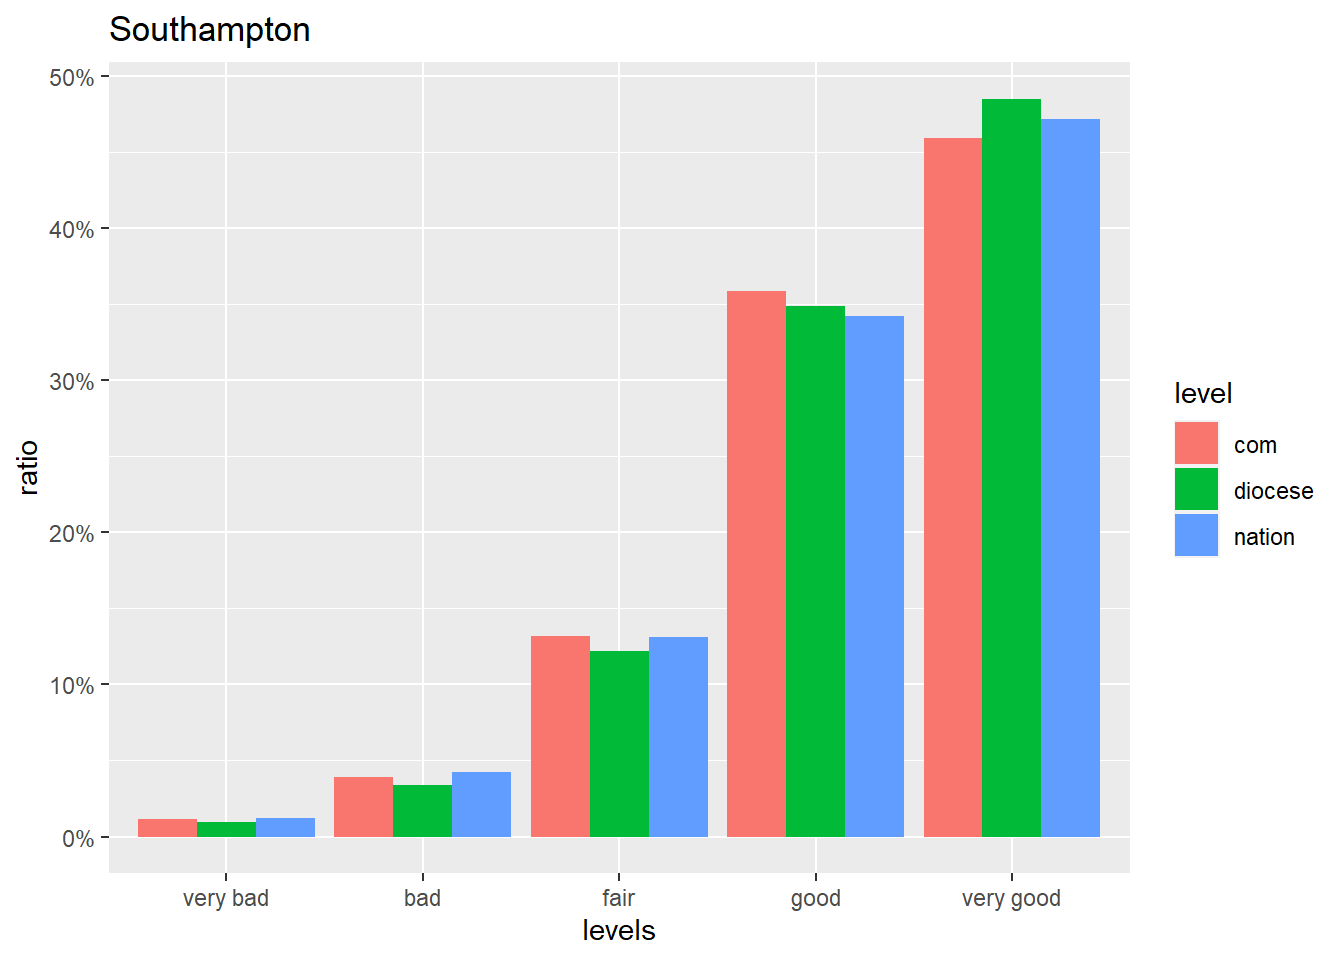 Southampton
50%
40%
30%
20%
10%
0%
ratio
very bad bad fair good very good
levels
level
com
diocese
nation